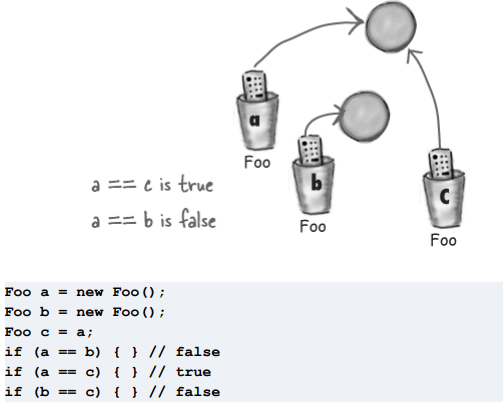 a
Foo
b
Foo
c
Foo
a == c is true
a == b is false
Foo a = new Foo();
Foo b = new Foo();
Foo c = a;
if (a == b) { } // false
if (a == c) { } // true
if (b == c) { } // false